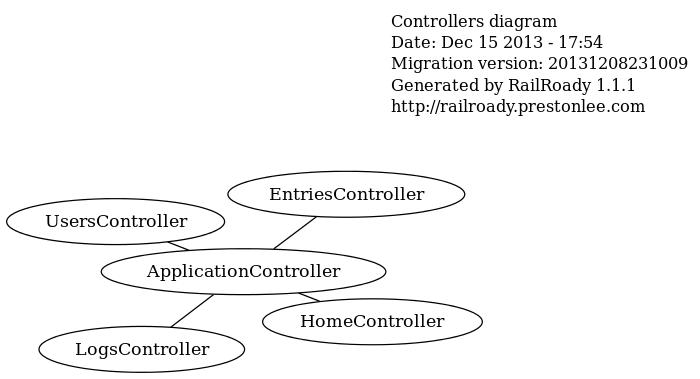 Controllers diagram
Date: Dec 15 2013 - 17:54
Migration version: 20131208231009
Generated by RailRoady 1.1.1
http://railroady.prestonlee.com
EntriesController
UsersController
ApplicationController
HomeController
LogsController